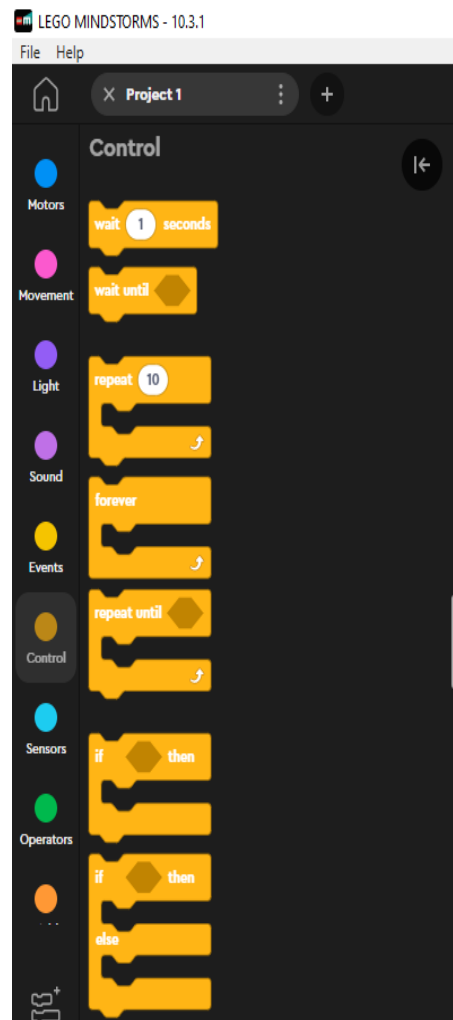 LEGO MINDSTORMS - 10.3.1
File Help
Project 1
Control
Motors
Movement
Light
Sound
Events
Control
Sensors
Operators
wait 1 seconds
wait until
repeat 10
forever
repeat until
if then
if then
else